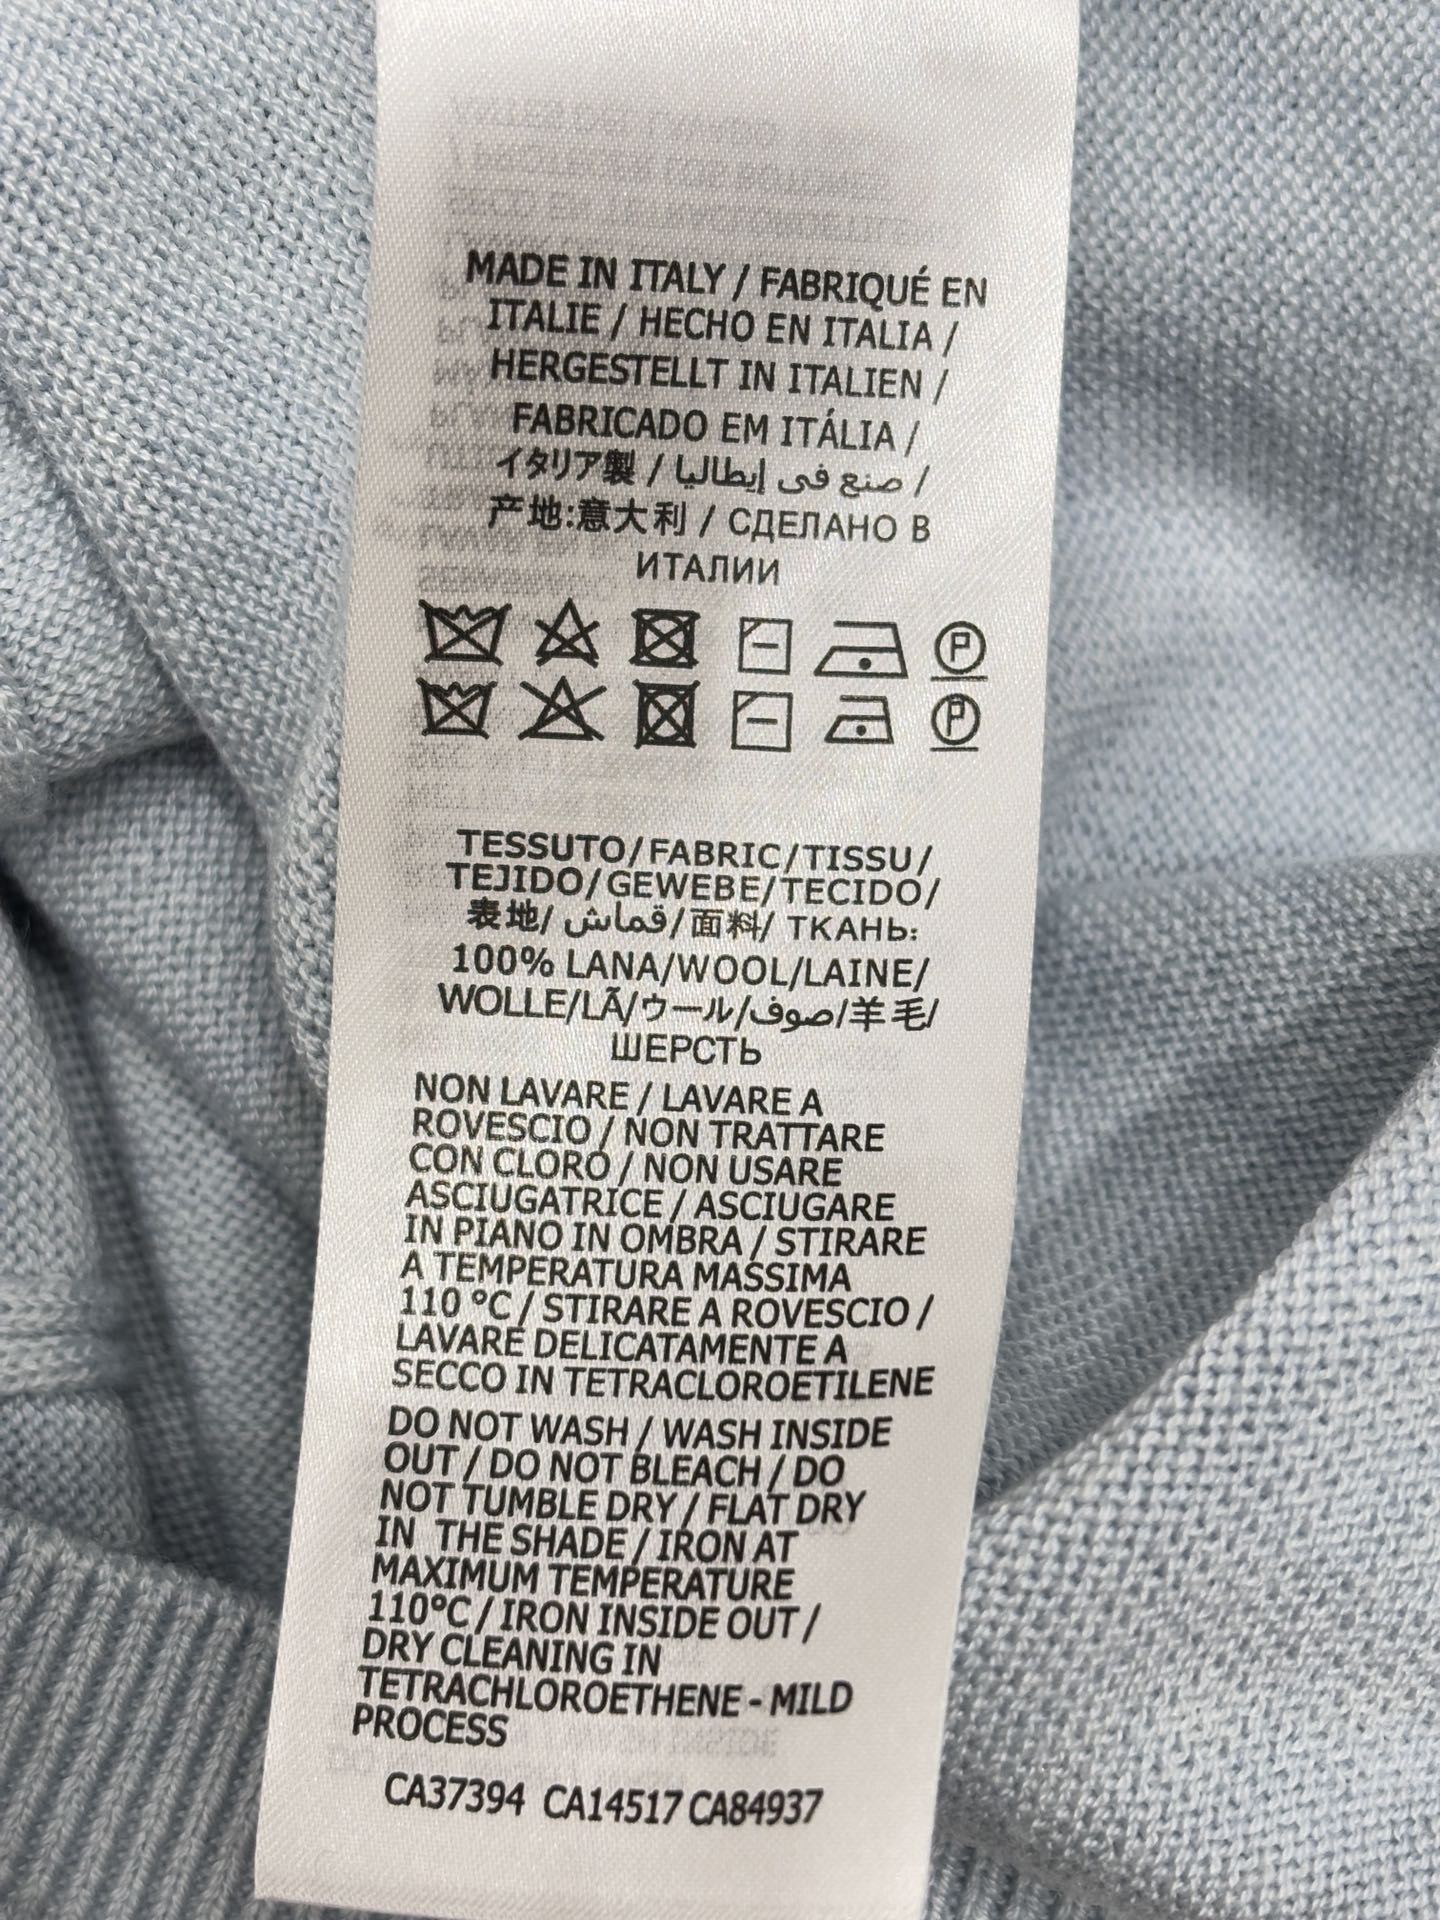 MADE IN ITALY / FABRIQUÉ EN
ITALIE / HECHO EN ITALIA /
HERGESTELLT IN ITALIEN /
FABRICADO EM ITÁLIA /
イタリア製 / صنع في إيطاليا /
产地:意大利 / СДЕЛАНО В
ИТАЛИИ
P
P
TESSUTO/FABRIC/TISSU/
TEJIDO/GEWEBE/TECIDO/
表地/ قماش/面料/ ТКАНЬ:
100% LANA/WOOL/LAINE/
WOLLE/LÃ/ウール/صوف/羊毛/
ШЕРСТЬ
NON LAVARE / LAVARE A
ROVESCIO / NON TRATTARE
CON CLORO / NON USARE
ASCIUGATRICE / ASCIUGARE
IN PIANO IN OMBRA / STIRARE
A TEMPERATURA MASSIMA
110 °C / STIRARE A ROVESCIO /
LAVARE DELICATAMENTE A
SECCO IN TETRACLOROETILENE
DO NOT WASH / WASH INSIDE
OUT / DO NOT BLEACH / DO
NOT TUMBLE DRY / FLAT DRY
IN THE SHADE / IRON AT
MAXIMUM TEMPERATURE
110°C / IRON INSIDE OUT /
DRY CLEANING IN
TETRACHLOROETHENE - MILD
PROCESS
CA37394 CA14517 CA84937